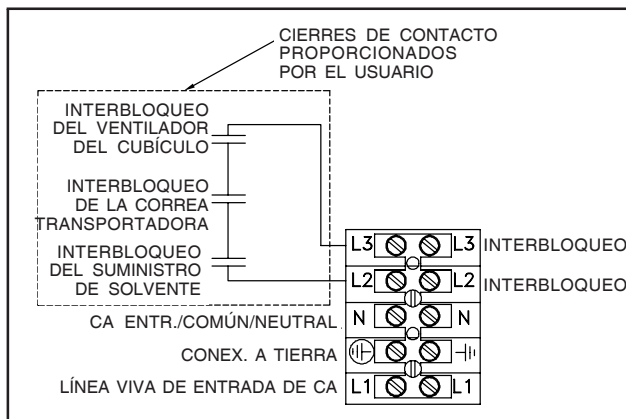 CIERRES DE CONTACTO
PROPORCIONADOS
POR EL USUARIO
INTERBLOQUEO
DEL VENTILADOR
DEL CUBÍCULO
INTERBLOQUEO
DE LA CORREA
TRANSPORTADORA
INTERBLOQUEO
DEL SUMINISTRO
DE SOLVENTE
L3 L3 INTERBLOQUEO
L2 L2 INTERBLOQUEO
CA ENTR./COMÚN/NEUTRAL N N
CONEX. A TIERRA
LÍNEA VIVA DE ENTRADA DE CA L1 L1